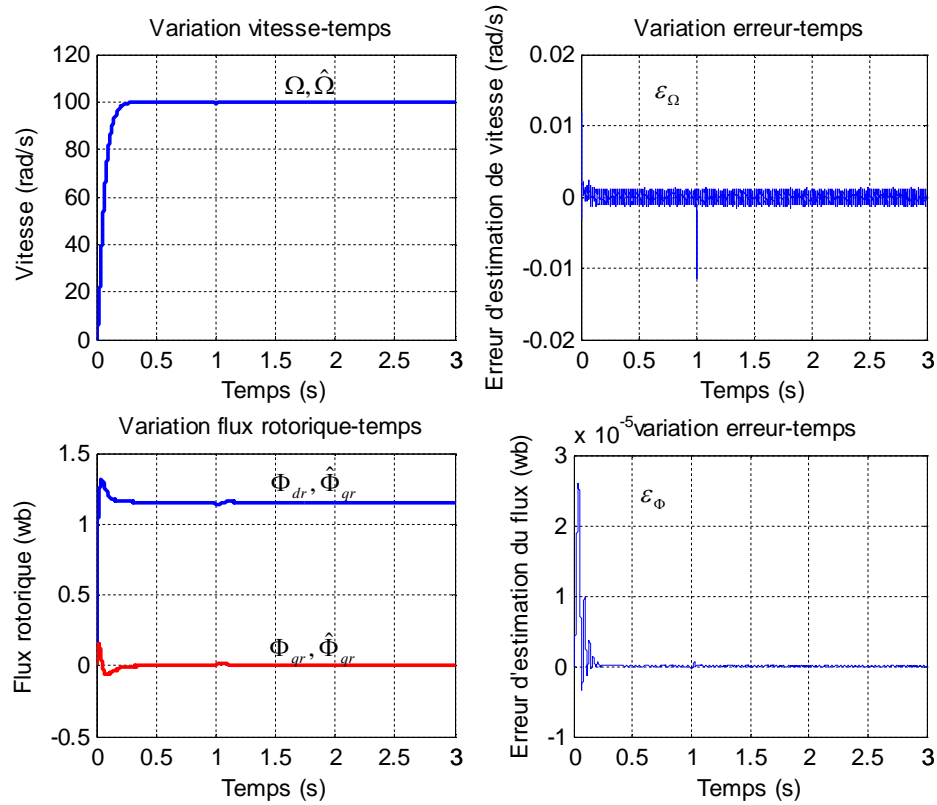 Variation vitesse-temps
120
100
80
60
40
20
0
Vitesse (rad/s)
Ω, Ω̂
0 0.5 1 1.5 2 2.5 3
Temps (s)
Variation erreur-temps
0.02
0.01
0
-0.01
-0.02
Erreur d'estimation de vitesse (rad/s)
ε_Ω
0 0.5 1 1.5 2 2.5 3
Temps (s)
Variation flux rotorique-temps
1.5
1
0.5
0
-0.5
Flux rotorique (wb)
Φ_dr, Φ̂_qr
Φ_qr, Φ̂_qr
0 0.5 1 1.5 2 2.5 3
Temps (s)
x 10^-5 variation erreur-temps
3
2
1
0
-1
Erreur d'estimation du flux (wb)
ε_Φ
0 0.5 1 1.5 2 2.5 3
Temps (s)